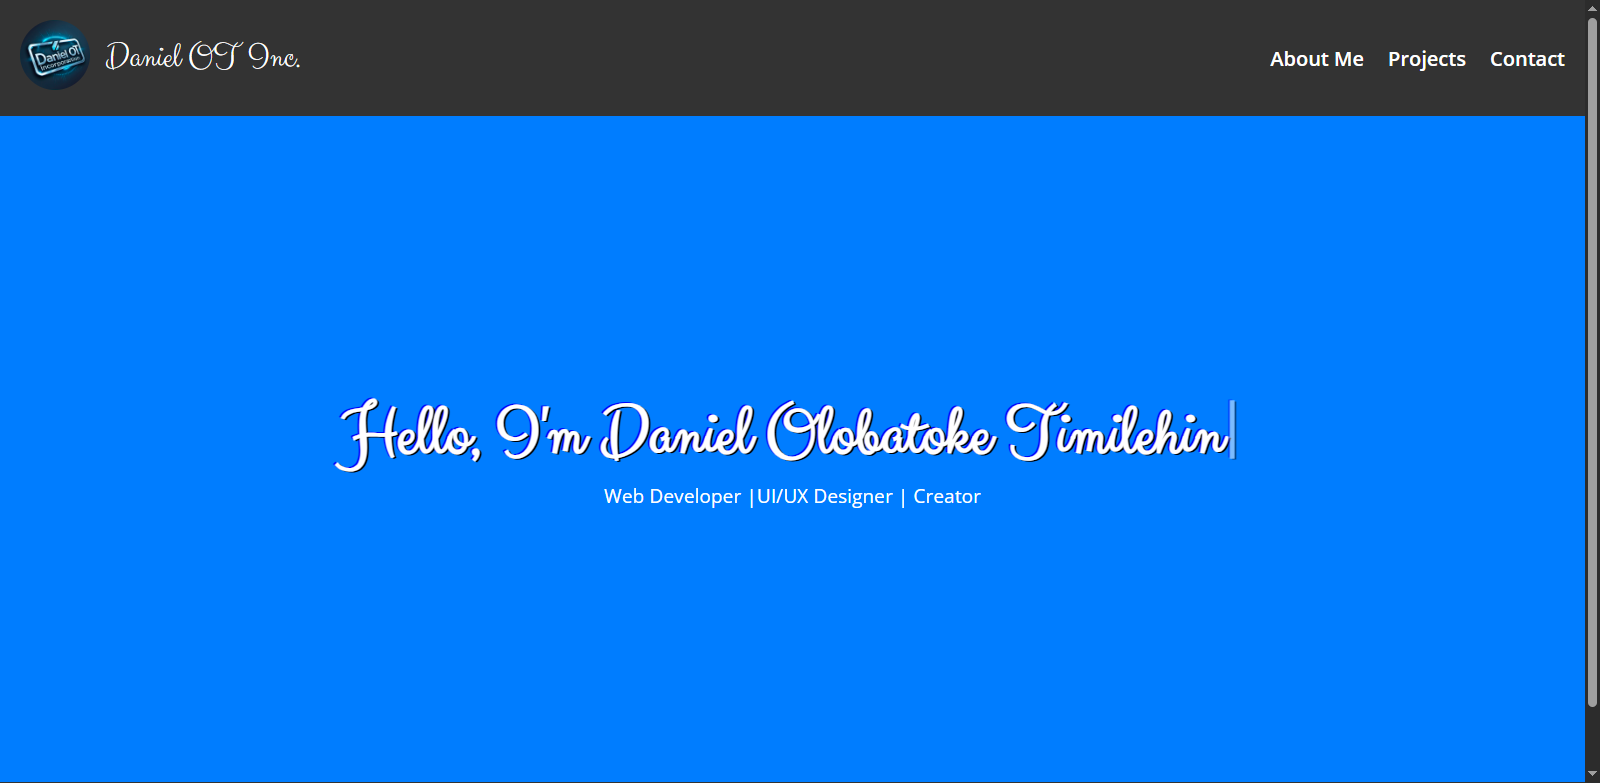 Daniel OT
Incorporation
Daniel OT Inc.
About Me Projects Contact
Hello, I'm Daniel Olobatoke Timilehin
Web Developer |UI/UX Designer | Creator